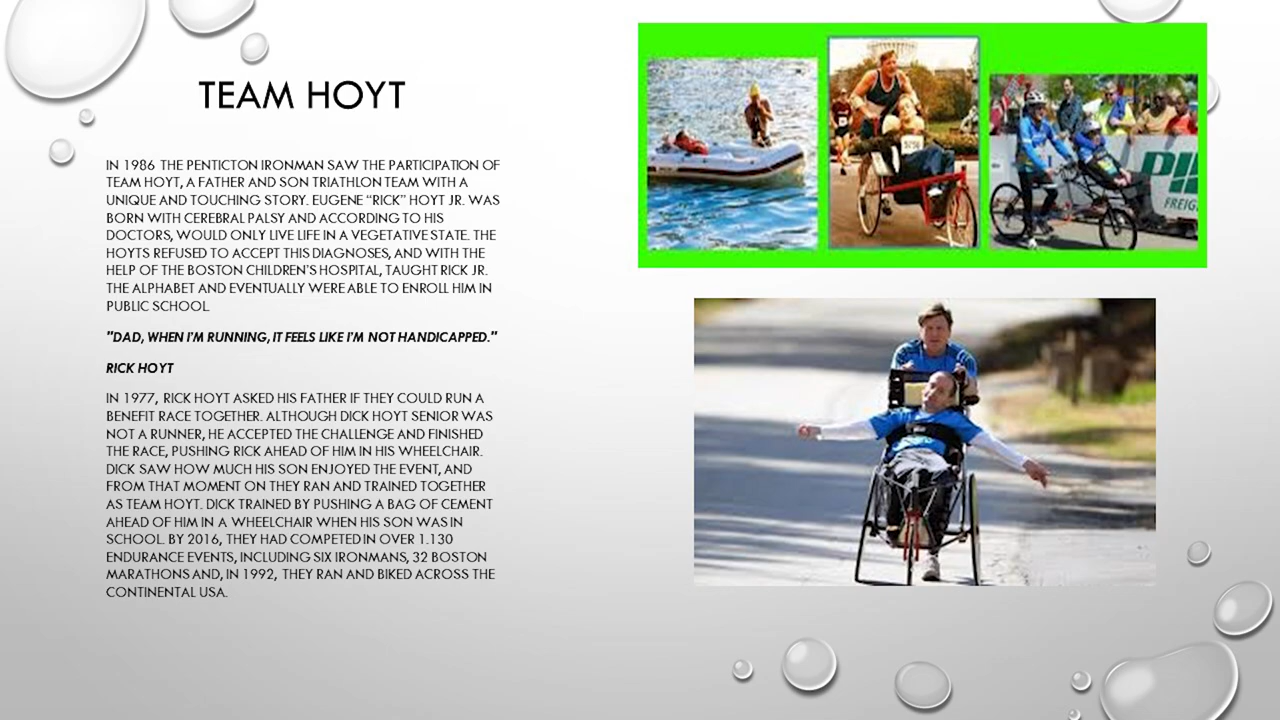 TEAM HOYT
IN 1986 THE PENTICTON IRONMAN SAW THE PARTICIPATION OF
TEAM HOYT, A FATHER AND SON TRIATHLON TEAM WITH A
UNIQUE AND TOUCHING STORY. EUGENE “RICK” HOYT JR. WAS
BORN WITH CEREBRAL PALSY AND ACCORDING TO HIS
DOCTORS, WOULD ONLY LIVE LIFE IN A VEGETATIVE STATE. THE
HOYTS REFUSED TO ACCEPT THIS DIAGNOSES, AND WITH THE
HELP OF THE BOSTON CHILDREN’S HOSPITAL, TAUGHT RICK JR.
THE ALPHABET AND EVENTUALLY WERE ABLE TO ENROLL HIM IN
PUBLIC SCHOOL.
"DAD, WHEN I’M RUNNING, IT FEELS LIKE I’M NOT HANDICAPPED."
RICK HOYT
IN 1977, RICK HOYT ASKED HIS FATHER IF THEY COULD RUN A
BENEFIT RACE TOGETHER. ALTHOUGH DICK HOYT SENIOR WAS
NOT A RUNNER, HE ACCEPTED THE CHALLENGE AND FINISHED
THE RACE, PUSHING RICK AHEAD OF HIM IN HIS WHEELCHAIR.
DICK SAW HOW MUCH HIS SON ENJOYED THE EVENT, AND
FROM THAT MOMENT ON THEY RAN AND TRAINED TOGETHER
AS TEAM HOYT. DICK TRAINED BY PUSHING A BAG OF CEMENT
AHEAD OF HIM IN A WHEELCHAIR WHEN HIS SON WAS IN
SCHOOL. BY 2016, THEY HAD COMPETED IN OVER 1.130
ENDURANCE EVENTS, INCLUDING SIX IRONMANS, 32 BOSTON
MARATHONS AND, IN 1992, THEY RAN AND BIKED ACROSS THE
CONTINENTAL USA.